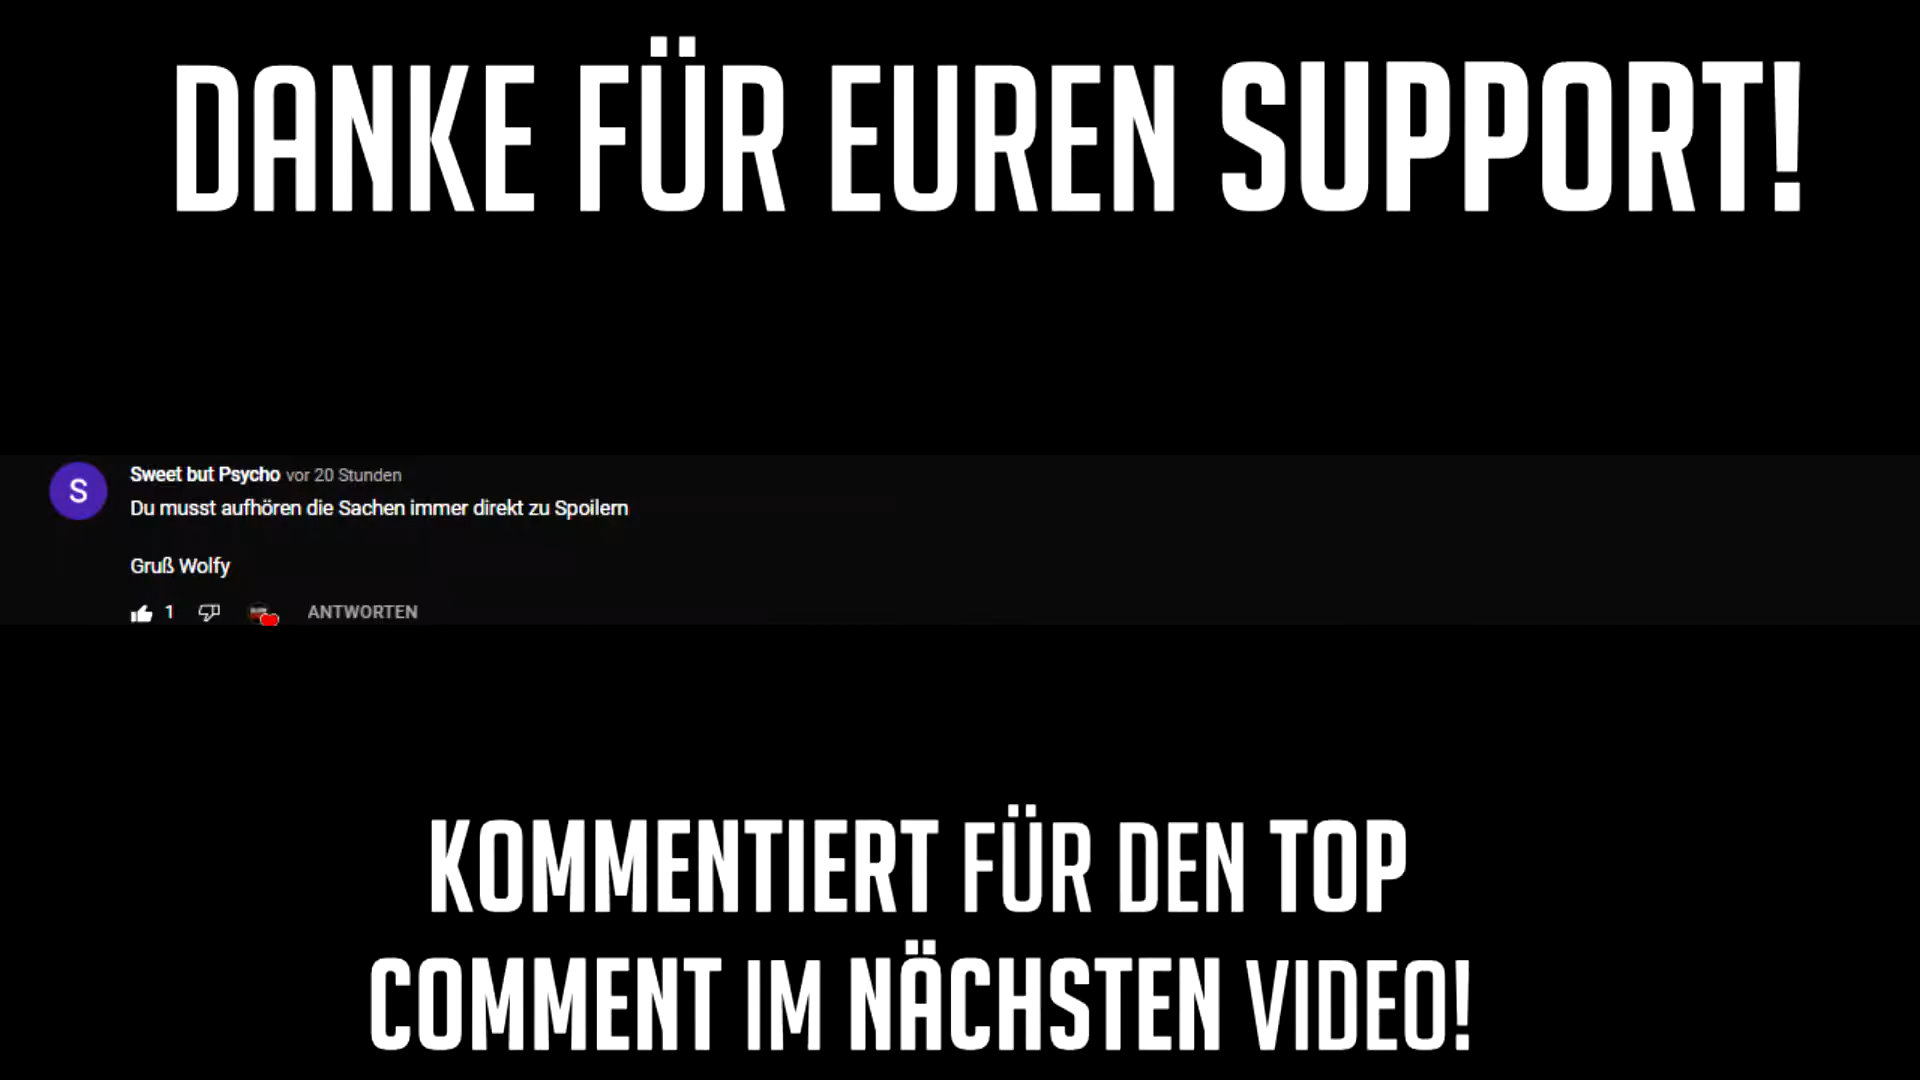 DANKE FÜR EUREN SUPPORT!
S
Sweet but Psycho vor 20 Stunden
Du musst aufhören die Sachen immer direkt zu Spoilern
Gruß Wolfy
1 ANTWORTEN
KOMMENTIERT FÜR DEN TOP
COMMENT IM NÄCHSTEN VIDEO!